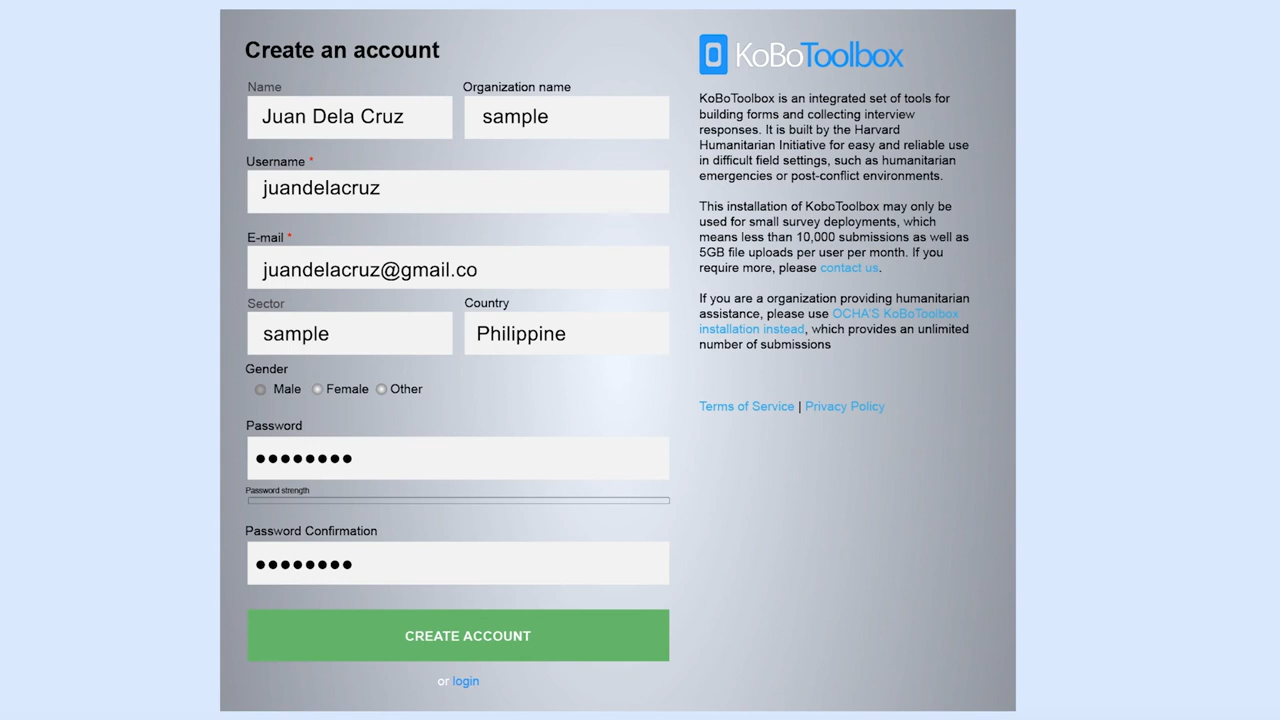 Create an account
Name
Organization name
Juan Dela Cruz
sample
Username *
juandelacruz
E-mail *
juandelacruz@gmail.co
Sector
Country
sample
Philippine
Gender
Male Female Other
Password
●●●●●●●●
Password strength
Password Confirmation
●●●●●●●●
CREATE ACCOUNT
or login
KoBoToolbox
KoBoToolbox is an integrated set of tools for
building forms and collecting interview
responses. It is built by the Harvard
Humanitarian Initiative for easy and reliable use
in difficult field settings, such as humanitarian
emergencies or post-conflict environments.
This installation of KoboToolbox may only be
used for small survey deployments, which
means less than 10,000 submissions as well as
5GB file uploads per user per month. If you
require more, please contact us.
If you are a organization providing humanitarian
assistance, please use OCHA'S KoBoToolbox
installation instead, which provides an unlimited
number of submissions
Terms of Service | Privacy Policy